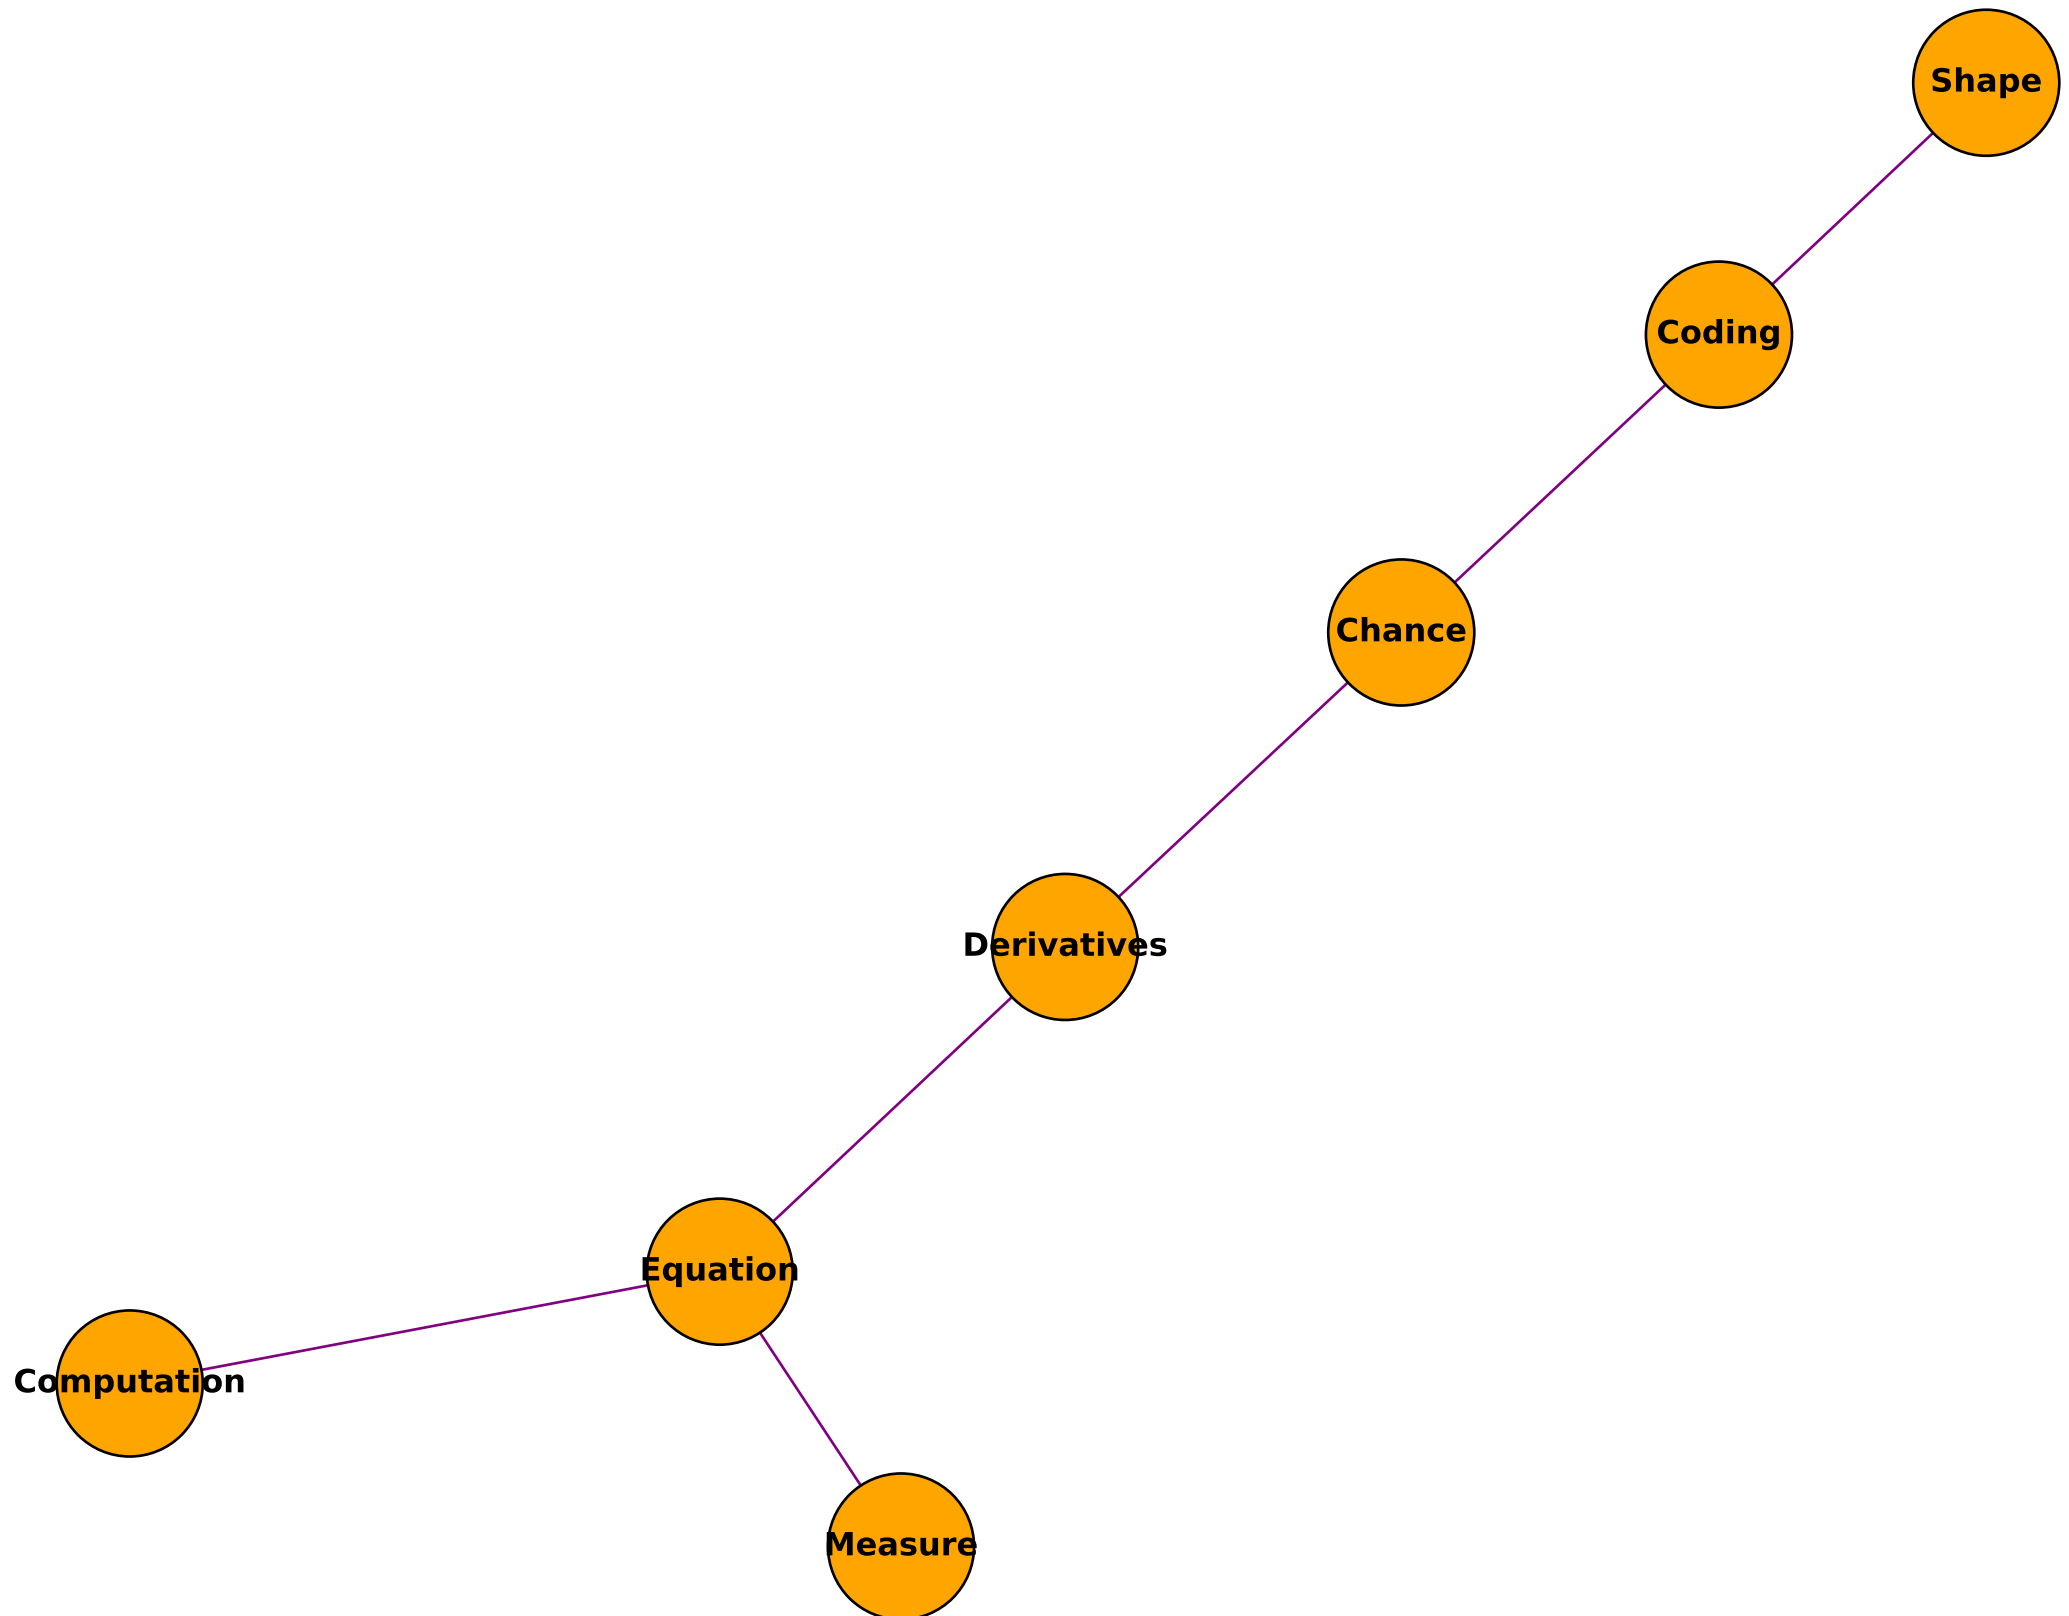 Shape
Coding
Chance
Derivatives
Equation
Computation
Measure